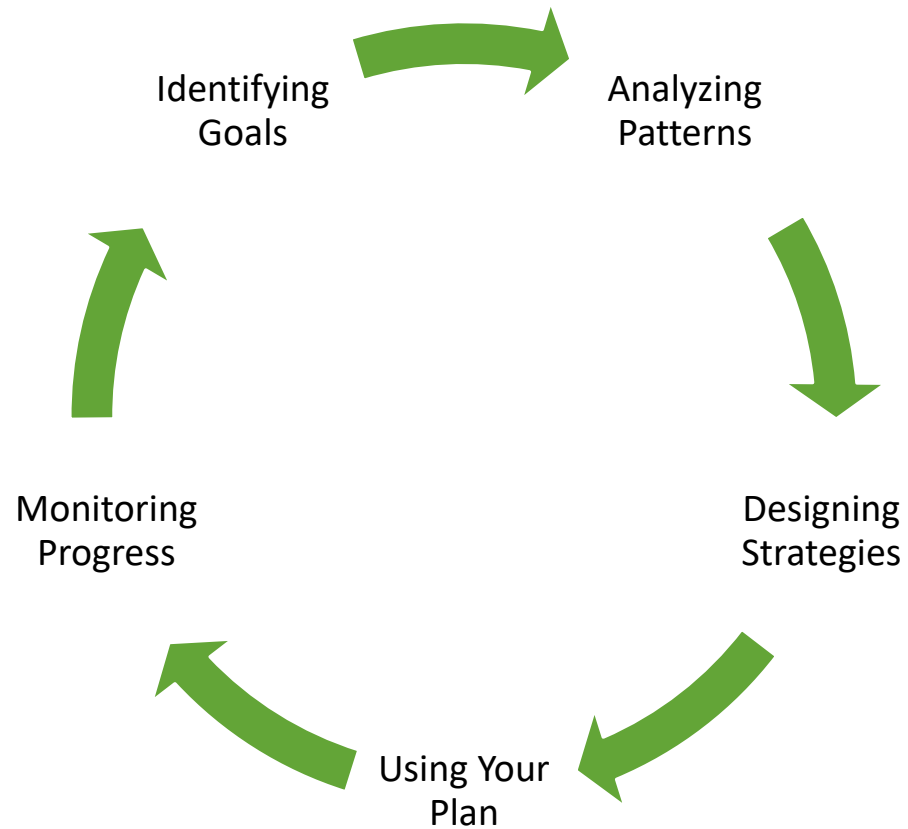 Identifying
Goals
Analyzing
Patterns
Designing
Strategies
Using Your
Plan
Monitoring
Progress